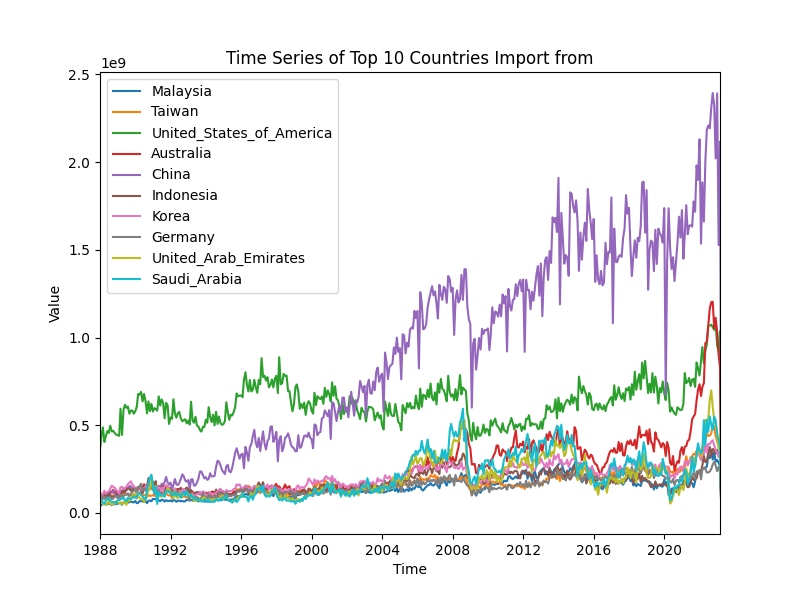 Time Series of Top 10 Countries Import from
1e9
2.5
2.0
1.5
1.0
0.5
0.0
Value
Malaysia
Taiwan
United_States_of_America
Australia
China
Indonesia
Korea
Germany
United_Arab_Emirates
Saudi_Arabia
1988 1992 1996 2000 2004 2008 2012 2016 2020
Time